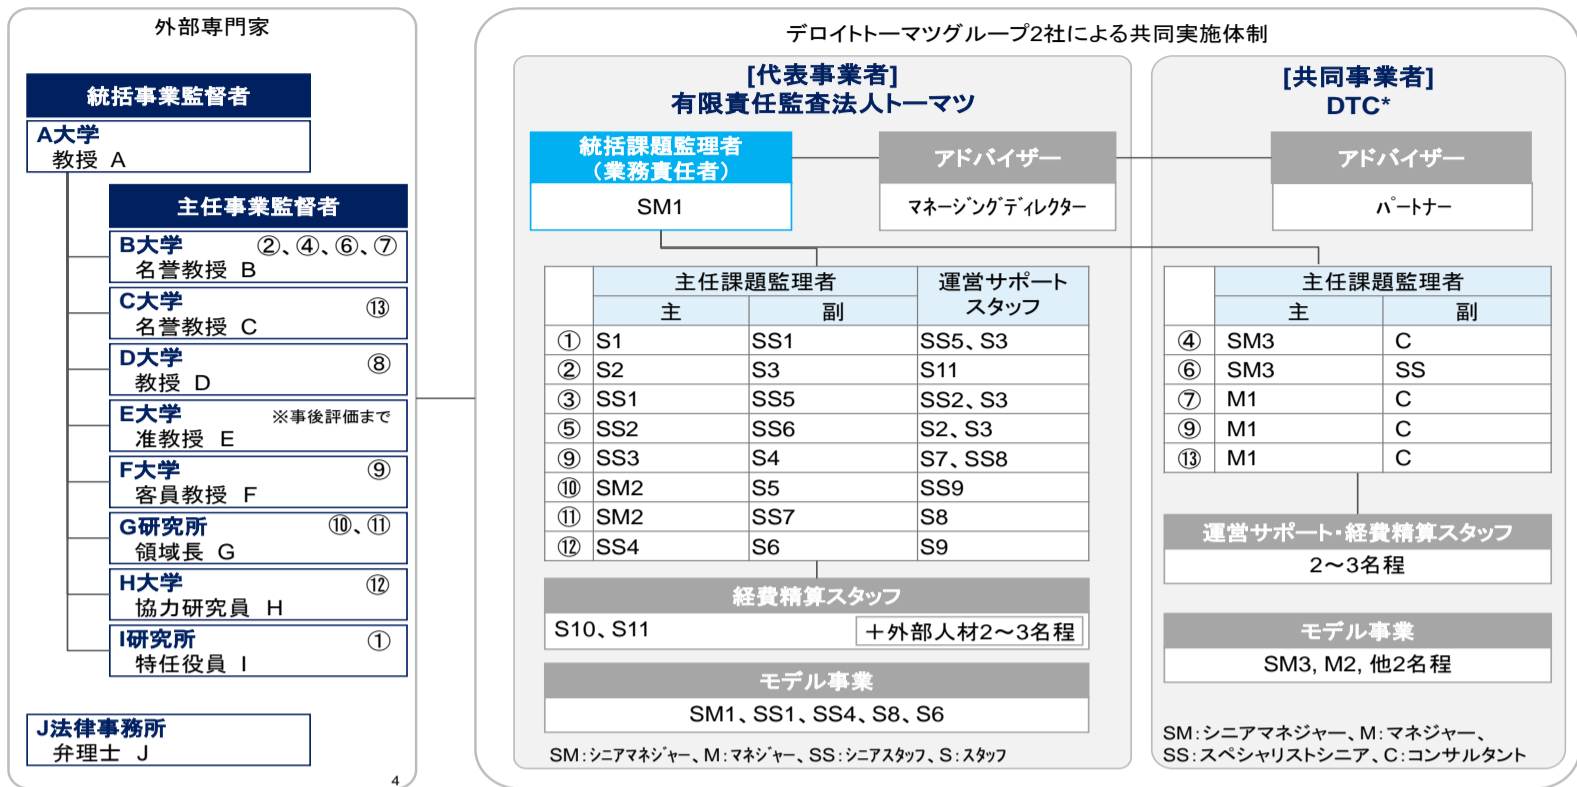 外部専門家
統括事業監督者
A大学
教授 A
主任事業監督者
B大学 ②、④、⑥、⑦
名誉教授 B
C大学 ⑬
名誉教授 C
D大学 ⑧
教授 D
E大学 ※事後評価まで
准教授 E
F大学 ⑨
客員教授 F
G研究所 ⑩、⑪
領域長 G
H大学 ⑫
協力研究員 H
I研究所 ①
特任役員 I
J法律事務所
弁理士 J
4
デロイトトーマツグループ2社による共同実施体制
[代表事業者]
有限責任監査法人トーマツ
統括課題監理者
（業務責任者）
SM1
アドバイザー
マネージングディレクター
主任課題監理者 運営サポート
スタッフ
主 副
① S1 SS1 SS5、S3
② S2 S3 S11
③ SS1 SS5 SS2、S3
⑤ SS2 SS6 S2、S3
⑨ SS3 S4 S7、SS8
⑩ SM2 S5 SS9
⑪ SM2 SS7 S8
⑫ SS4 S6 S9
経費精算スタッフ
S10、S11 ＋外部人材2～3名程
モデル事業
SM1、SS1、SS4、S8、S6
SM：シニアマネジャー、M：マネジャー、SS：シニアスタッフ、S：スタッフ
[共同事業者]
DTC*
アドバイザー
パートナー
主任課題監理者
主 副
④ SM3 C
⑥ SM3 SS
⑦ M1 C
⑨ M1 C
⑬ M1 C
運営サポート・経費精算スタッフ
2～3名程
モデル事業
SM3, M2, 他2名程
SM：シニアマネジャー、M：マネジャー、
SS：スペシャリストシニア、C：コンサルタント